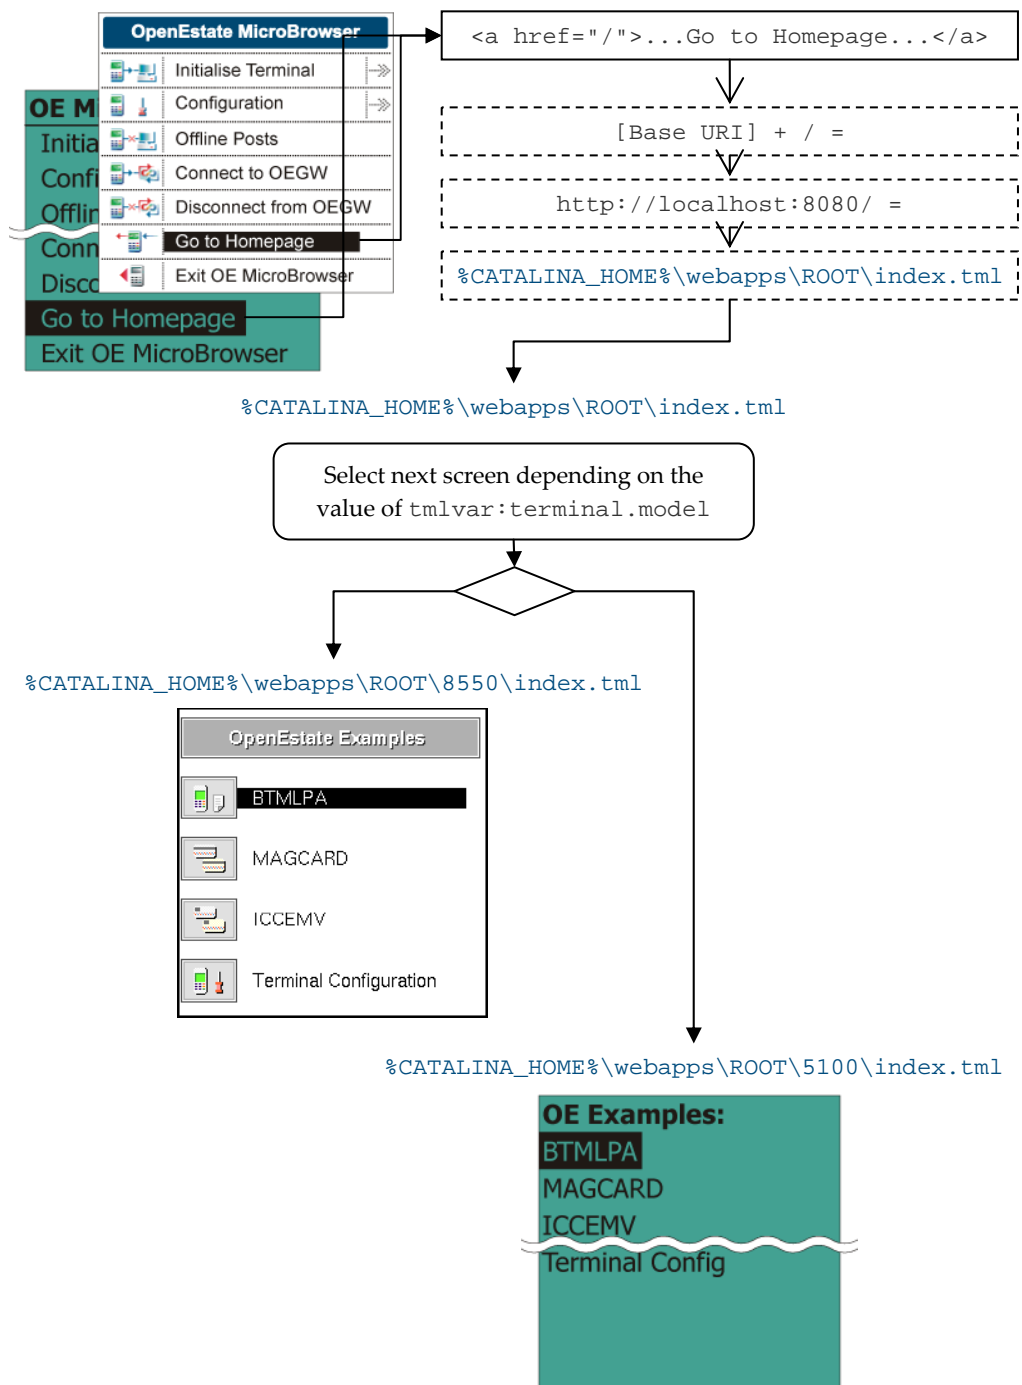 OpenEstate MicroBrowser
Initialise Terminal
Configuration
Offline Posts
Connect to OEGW
Disconnect from OEGW
Go to Homepage
Exit OE MicroBrowser
OE M
Initia
Confi
Offlin
Conn
Disco
Go to Homepage
Exit OE MicroBrowser
<a href="/">...Go to Homepage...</a>
[Base URI] + / =
http://localhost:8080/ =
%CATALINA_HOME%\webapps\ROOT\index.tml
%CATALINA_HOME%\webapps\ROOT\index.tml
Select next screen depending on the
value of tmlvar:terminal.model
%CATALINA_HOME%\webapps\ROOT\8550\index.tml
OpenEstate Examples
BTMLPA
MAGCARD
ICCEMV
Terminal Configuration
%CATALINA_HOME%\webapps\ROOT\5100\index.tml
OE Examples:
BTMLPA
MAGCARD
ICCEMV
Terminal Config